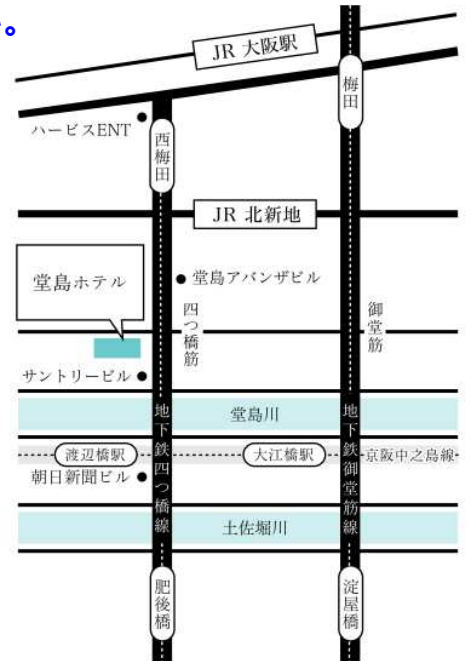 。
JR 大阪駅
梅田
ハービスENT
西梅田
JR 北新地
堂島ホテル
堂島アバンザビル
四つ橋筋
御堂筋
サントリービル
堂島川
地下鉄四つ橋線
地下鉄御堂筋線
渡辺橋駅
大江橋駅
京阪中之島線
朝日新聞ビル
土佐堀川
肥後橋
淀屋橋